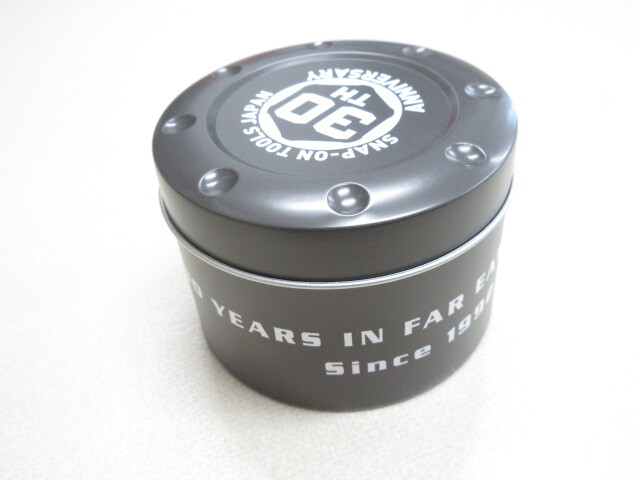 SNAP-ON TOOLS JAPAN
30
TH
ANNIVERSARY
YEARS IN FAR
Since